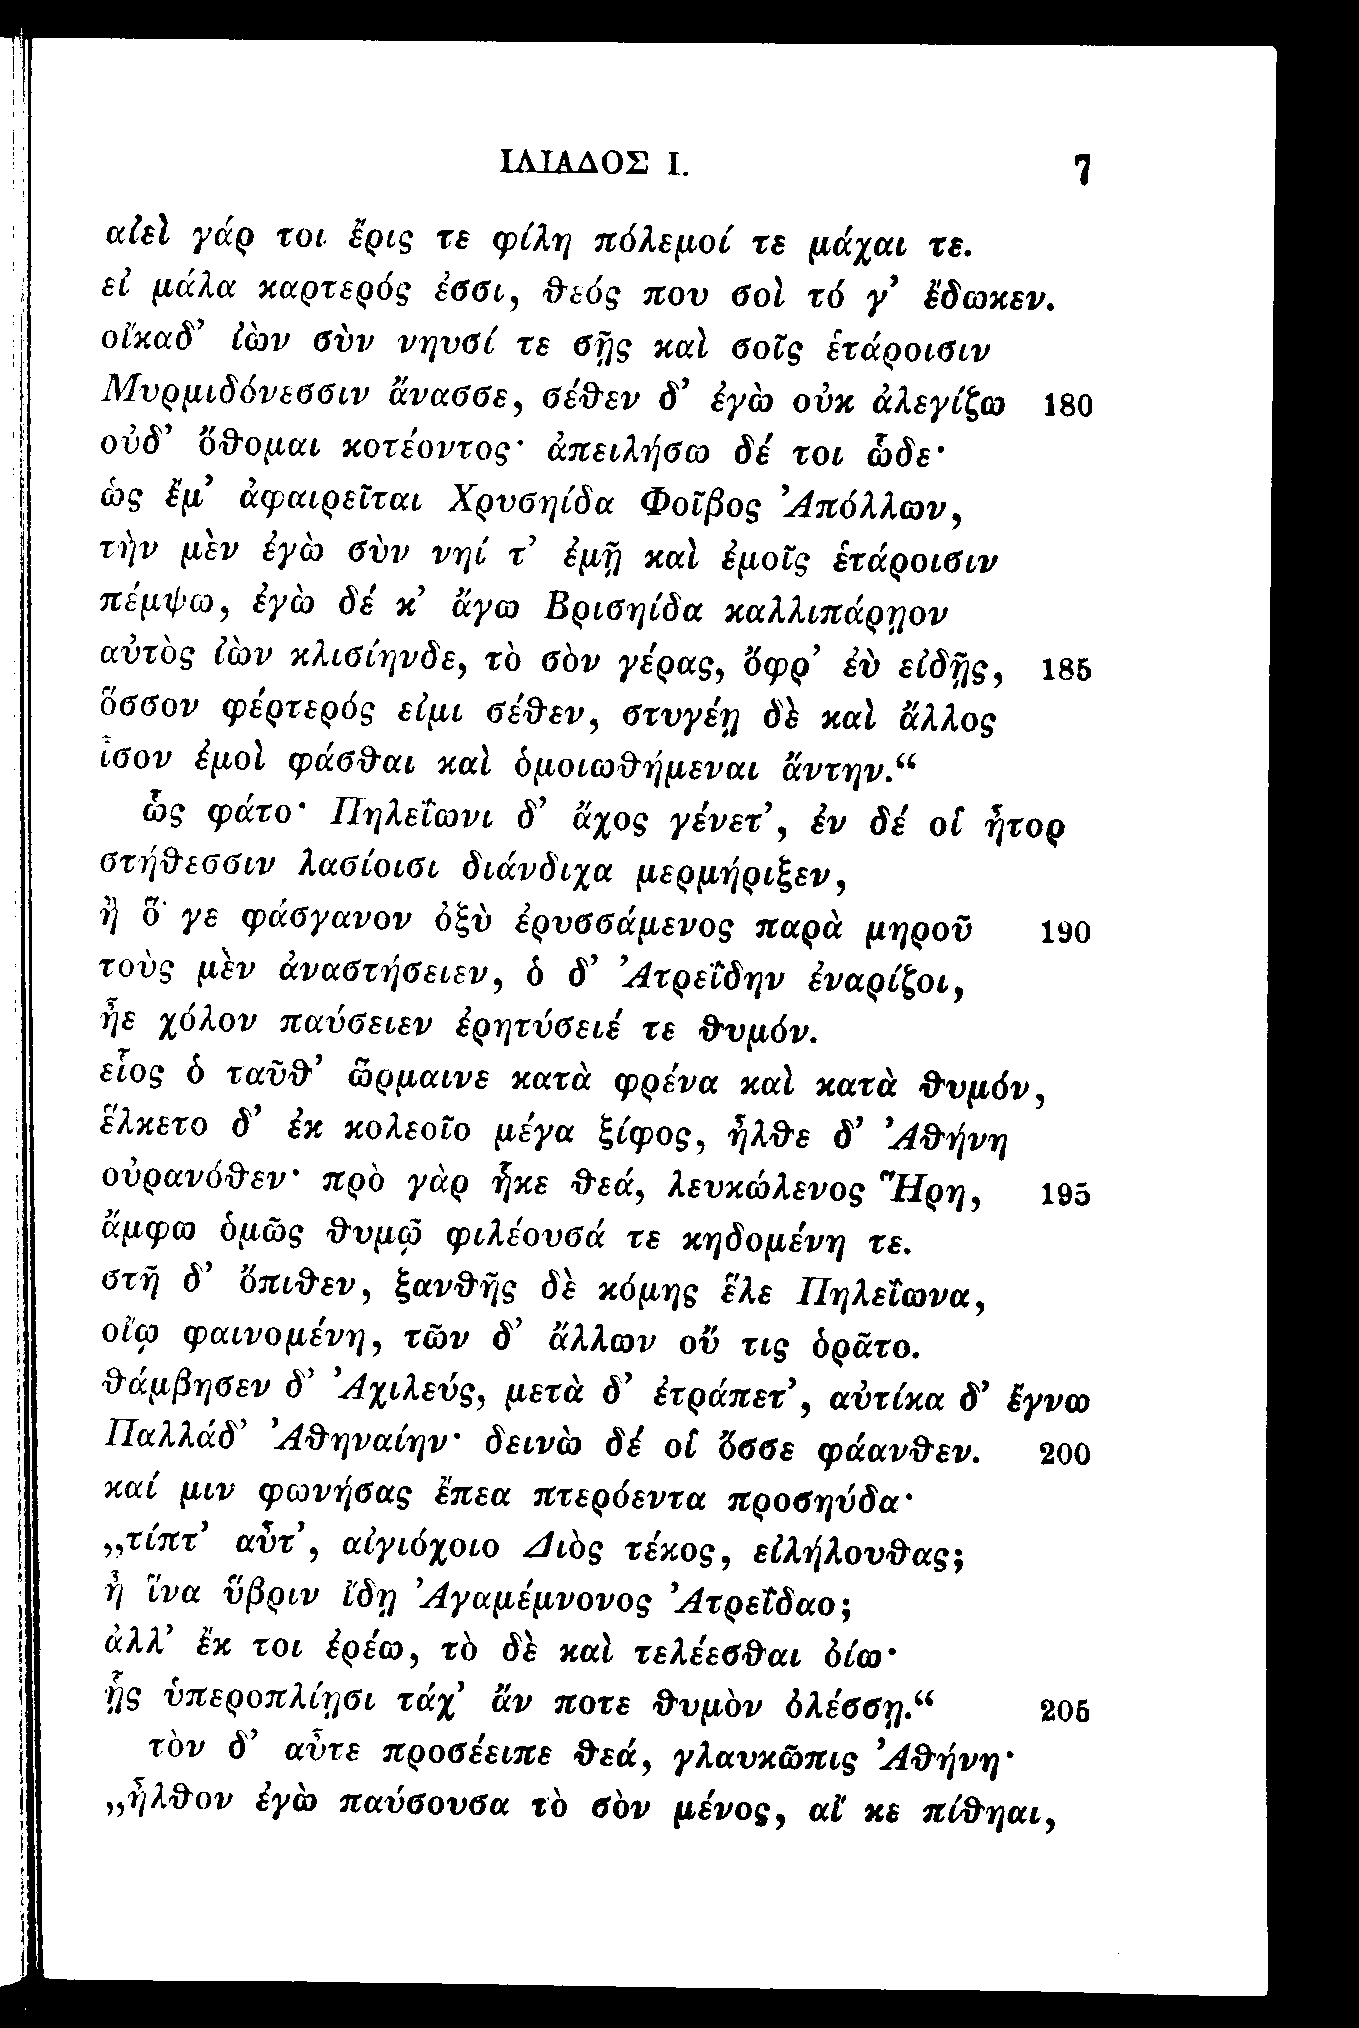 ΙΛΙΑΔΟΣ Ι. 7
αἰεὶ γάρ τοι ἔρις τε φίλη πόλεμοί τε μάχαι τε.
εἰ μάλα καρτερός ἐσσι, θεός που σοὶ τό γ’ ἔδωκεν.
οἴκαδ’ ἰὼν σὺν νηυσί τε σῇς καὶ σοῖς ἑτάροισιν
Μυρμιδόνεσσιν ἄνασσε, σέθεν δ’ ἐγὼ οὐκ ἀλεγίζω 180
οὐδ’ ὄθομαι κοτέοντος· ἀπειλήσω δέ τοι ὧδε·
ὡς ἔμ’ ἀφαιρεῖται Χρυσηίδα Φοῖβος Ἀπόλλων,
τὴν μὲν ἐγὼ σὺν νηί τ’ ἐμῇ καὶ ἐμοῖς ἑτάροισιν
πέμψω, ἐγὼ δέ κ’ ἄγω Βρισηίδα καλλιπάρῃον
αὐτὸς ἰὼν κλισίηνδε, τὸ σὸν γέρας, ὄφρ’ ἐὺ εἰδῇς, 185
ὅσσον φέρτερός εἰμι σέθεν, στυγέῃ δὲ καὶ ἄλλος
ἶσον ἐμοὶ φάσθαι καὶ ὁμοιωθήμεναι ἄντην.“
ὣς φάτο· Πηλεΐωνι δ’ ἄχος γένετ’, ἐν δέ οἱ ἦτορ
στήθεσσιν λασίοισι διάνδιχα μερμήριξεν,
ἢ ὅ γε φάσγανον ὀξὺ ἐρυσσάμενος παρὰ μηροῦ 190
τοὺς μὲν ἀναστήσειεν, ὁ δ’ Ἀτρεΐδην ἐναρίζοι,
ἦε χόλον παύσειεν ἐρητύσειέ τε θυμόν.
εἷος ὁ ταῦθ’ ὥρμαινε κατὰ φρένα καὶ κατὰ θυμόν,
ἕλκετο δ’ ἐκ κολεοῖο μέγα ξίφος, ἦλθε δ’ Ἀθήνη
οὐρανόθεν· πρὸ γὰρ ἧκε θεά, λευκώλενος Ἥρη, 195
ἄμφω ὁμῶς θυμῷ φιλέουσά τε κηδομένη τε.
στῆ δ’ ὄπιθεν, ξανθῆς δὲ κόμης ἕλε Πηλεΐωνα,
οἴῳ φαινομένη, τῶν δ’ ἄλλων οὔ τις ὁρᾶτο.
θάμβησεν δ’ Ἀχιλεύς, μετὰ δ’ ἐτράπετ’, αὐτίκα δ’ ἔγνω
Παλλάδ’ Ἀθηναίην· δεινὼ δέ οἱ ὄσσε φάανθεν. 200
καί μιν φωνήσας ἔπεα πτερόεντα προσηύδα·
„τίπτ’ αὖτ’, αἰγιόχοιο Διὸς τέκος, εἰλήλουθας;
ἦ ἵνα ὕβριν ἴδῃ Ἀγαμέμνονος Ἀτρεΐδαο;
ἀλλ’ ἔκ τοι ἐρέω, τὸ δὲ καὶ τελέεσθαι ὀίω·
ᾗς ὑπεροπλίῃσι τάχ’ ἄν ποτε θυμὸν ὀλέσσῃ.“ 205
τὸν δ’ αὖτε προσέειπε θεά, γλαυκῶπις Ἀθήνη·
„ἦλθον ἐγὼ παύσουσα τὸ σὸν μένος, αἴ κε πίθηαι,